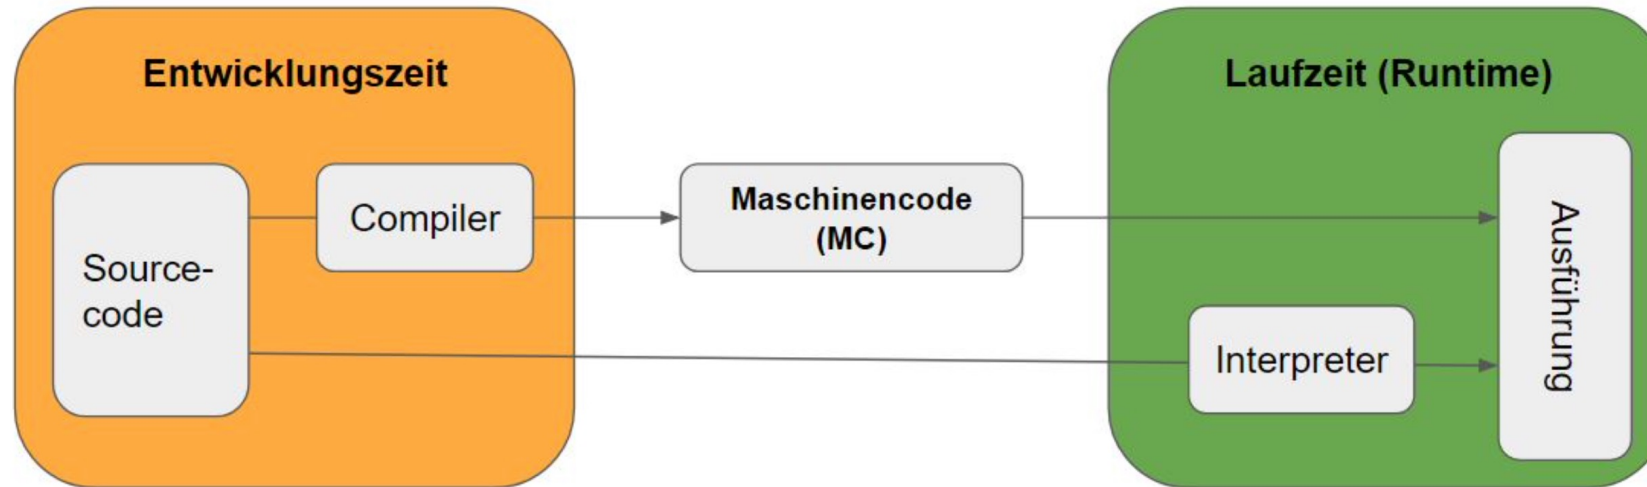 Entwicklungszeit
Laufzeit (Runtime)
Source-
code
Compiler
Maschinencode
(MC)
Interpreter
Ausführung